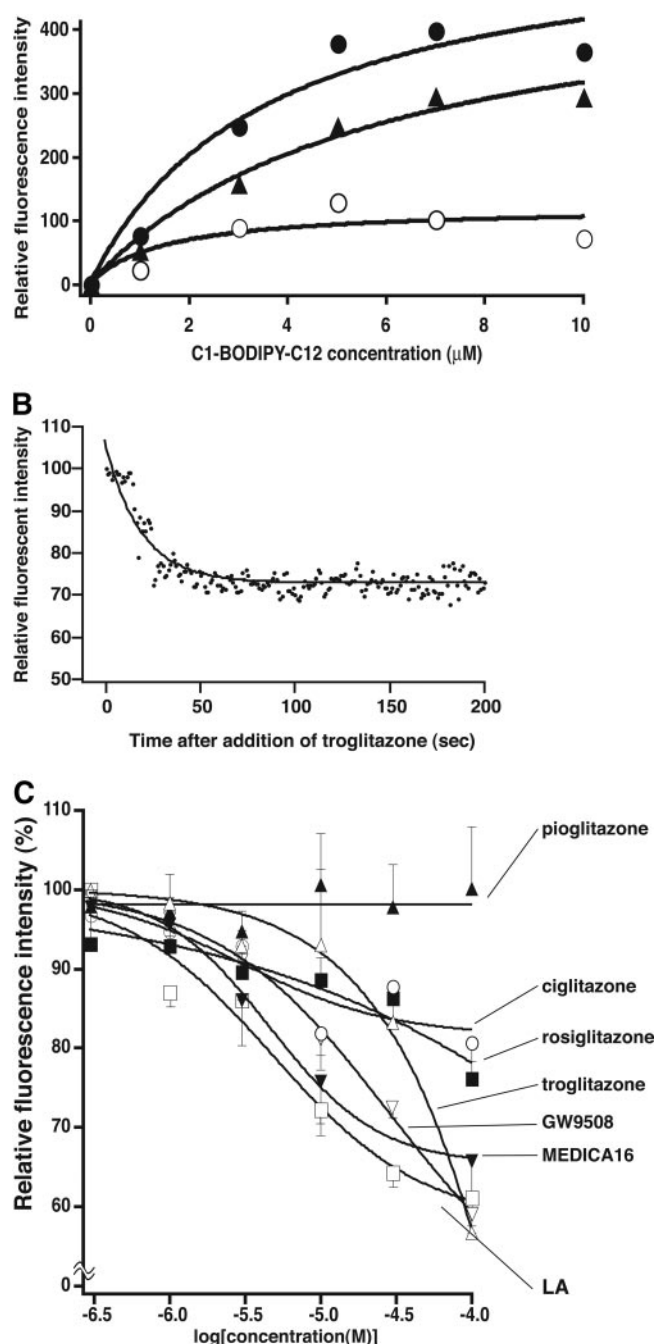 Relative fluorescence intensity
400
300
200
100
0
0 2 4 6 8 10
C1-BODIPY-C12 concentration (μM)
B
Relative fluorescent intensity
110
100
90
80
70
60
50
0 50 100 150 200
Time after addition of troglitazone (sec)
C
Relative fluorescence intensity (%)
110
100
90
80
70
60
0
-6.5 -6.0 -5.5 -5.0 -4.5 -4.0
log[concentration(M)]
pioglitazone
ciglitazone
rosiglitazone
troglitazone
GW9508
MEDICA16
LA